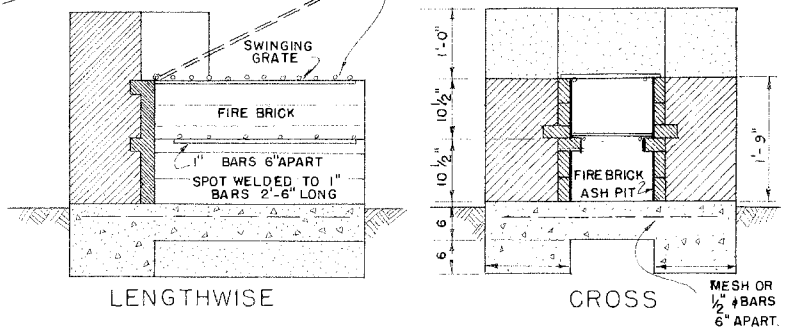 SWINGING
GRATE
FIRE BRICK
1" BARS 6" APART
SPOT WELDED TO 1"
BARS 2'-6" LONG
LENGTHWISE
1'-0"
10 1/2"
10 1/2"
6
6
1'-9"
FIRE BRICK
ASH PIT
CROSS
MESH OR
1/2" ϕ BARS
6" APART.